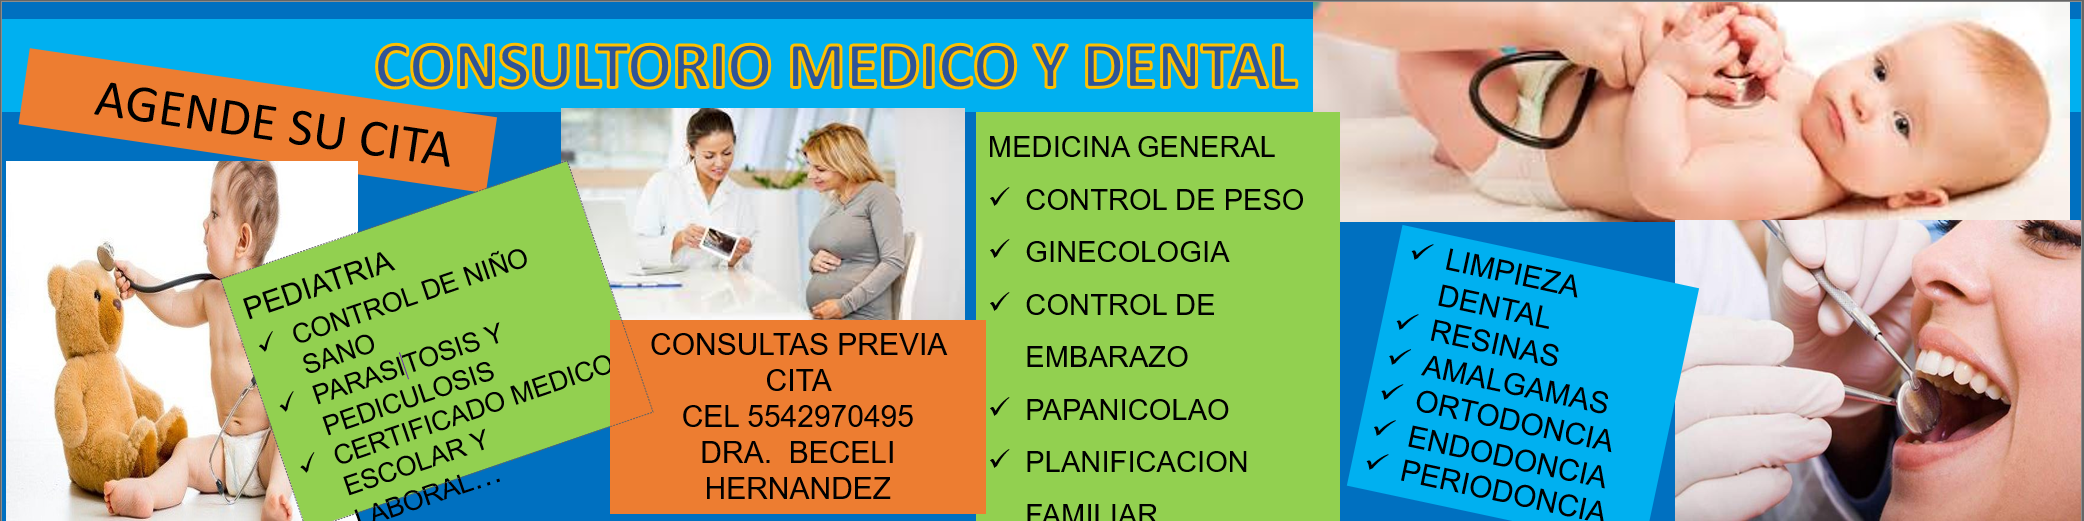 CONSULTORIO MEDICO Y DENTAL
AGENDE SU CITA
PEDIATRIA
✓ CONTROL DE NIÑO
SANO
✓ PARASITOSIS Y
PEDICULOSIS
✓ CERTIFICADO MEDICO
ESCOLAR Y
LABORAL...
CONSULTAS PREVIA
CITA
CEL 5542970495
DRA. BECELI
HERNANDEZ
MEDICINA GENERAL
✓ CONTROL DE PESO
✓ GINECOLOGIA
✓ CONTROL DE
EMBARAZO
✓ PAPANICOLAO
✓ PLANIFICACION
FAMILIAR
✓ LIMPIEZA
DENTAL
✓ RESINAS
✓ AMALGAMAS
✓ ORTODONCIA
✓ ENDODONCIA
✓ PERIODONCIA